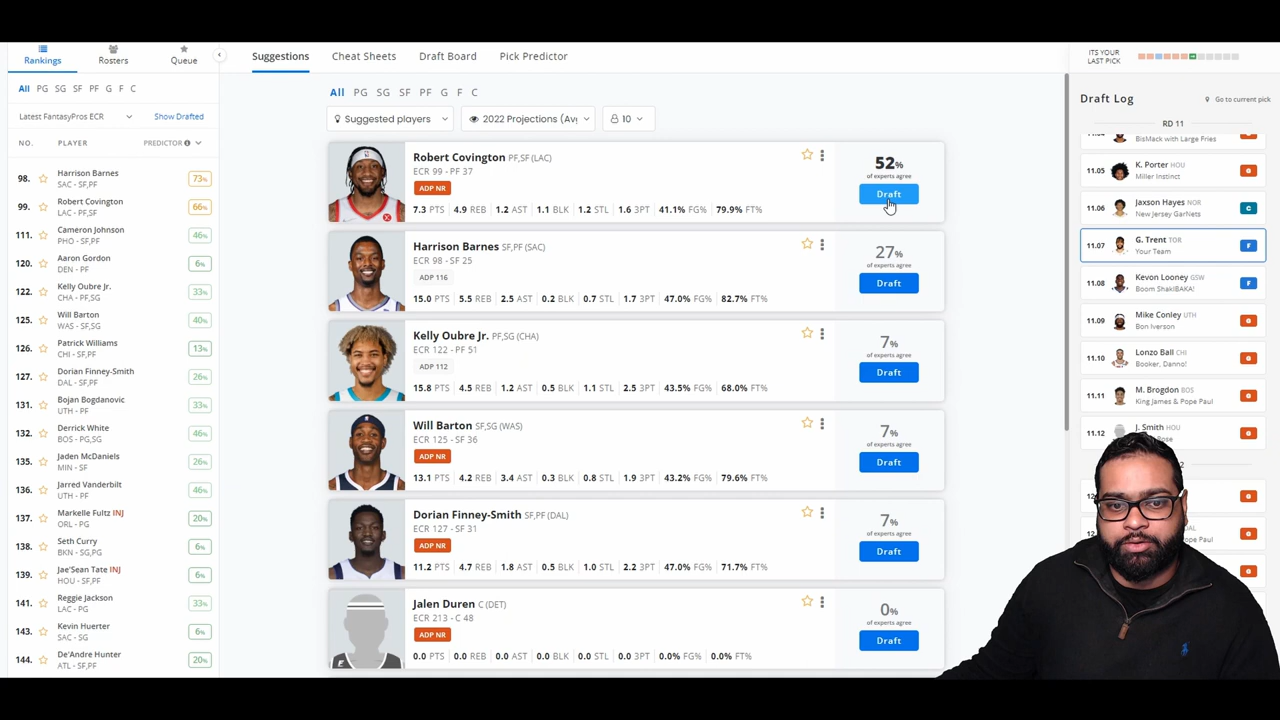 Rankings
Rosters
Queue
All PG SG SF PF G F C
Latest FantasyPros ECR
Show Drafted
NO. PLAYER PREDICTOR
98. Harrison Barnes 73%
SAC - SF,PF
99. Robert Covington 66%
LAC - PF,SF
111. Cameron Johnson 46%
PHO - SF,PF
120. Aaron Gordon 6%
DEN - PF
122. Kelly Oubre Jr. 33%
CHA - PF,SG
125. Will Barton 40%
WAS - SF,SG
126. Patrick Williams 13%
CHI - SF,PF
127. Dorian Finney-Smith 26%
DAL - SF,PF
131. Bojan Bogdanovic 33%
UTH - PF
132. Derrick White 46%
BOS - PG,SG
135. Jaden McDaniels 26%
MIN - SF
136. Jarred Vanderbilt 46%
UTH - PF
137. Markelle Fultz INJ 20%
ORL - PG
138. Seth Curry 6%
BKN - SG,PG
139. Jae'Sean Tate INJ 6%
HOU - SF,PF
141. Reggie Jackson 33%
LAC - PG
143. Kevin Huerter 6%
SAC - SG
144. De'Andre Hunter 20%
ATL - SF,PF
Suggestions
Cheat Sheets
Draft Board
Pick Predictor
All PG SG SF PF G F C
Suggested players
2022 Projections (Av
10
Robert Covington PF,SF (LAC)
ECR 99 - PF 37
ADP NR
7.3 PTS 4.9 REB 1.2 AST 1.1 BLK 1.2 STL 1.6 3PT 41.1% FG% 79.9% FT%
52%
of experts agree
Draft
Harrison Barnes SF,PF (SAC)
ECR 98 - SF 25
ADP 116
15.0 PTS 5.5 REB 2.5 AST 0.2 BLK 0.7 STL 1.7 3PT 47.0% FG% 82.7% FT%
27%
of experts agree
Draft
Kelly Oubre Jr. PF,SG (CHA)
ECR 122 - PF 51
ADP 112
15.8 PTS 4.5 REB 1.2 AST 0.5 BLK 1.1 STL 2.5 3PT 43.5% FG% 68.0% FT%
7%
of experts agree
Draft
Will Barton SF,SG (WAS)
ECR 125 - SF 36
ADP NR
13.1 PTS 4.2 REB 3.4 AST 0.3 BLK 0.8 STL 1.9 3PT 43.2% FG% 79.6% FT%
7%
of experts agree
Draft
Dorian Finney-Smith SF,PF (DAL)
ECR 127 - SF 31
ADP NR
11.2 PTS 4.7 REB 1.8 AST 0.5 BLK 1.0 STL 2.2 3PT 47.0% FG% 71.7% FT%
7%
of experts agree
Draft
Jalen Duren C (DET)
ECR 213 - C 48
ADP NR
0.0 PTS 0.0 REB 0.0 AST 0.0 BLK 0.0 STL 0.0 3PT 0.0% FG% 0.0% FT%
0%
of experts agree
Draft
ITS YOUR
LAST PICK
Draft Log
Go to current pick
RD 11
BisMack with Large Fries
11.05 K. Porter HOU G
Miller Instinct
11.06 Jaxson Hayes NOR C
New Jersey GarNets
11.07 G. Trent TOR F
Your Team
11.08 Kevon Looney GSW F
Boom ShakIBAKA!
11.09 Mike Conley UTH G
Bon Iverson
11.10 Lonzo Ball CHI G
Booker, Danno!
11.11 M. Brogdon BOS G
King James & Pope Paul
11.12 J. Smith HOU G
Rose